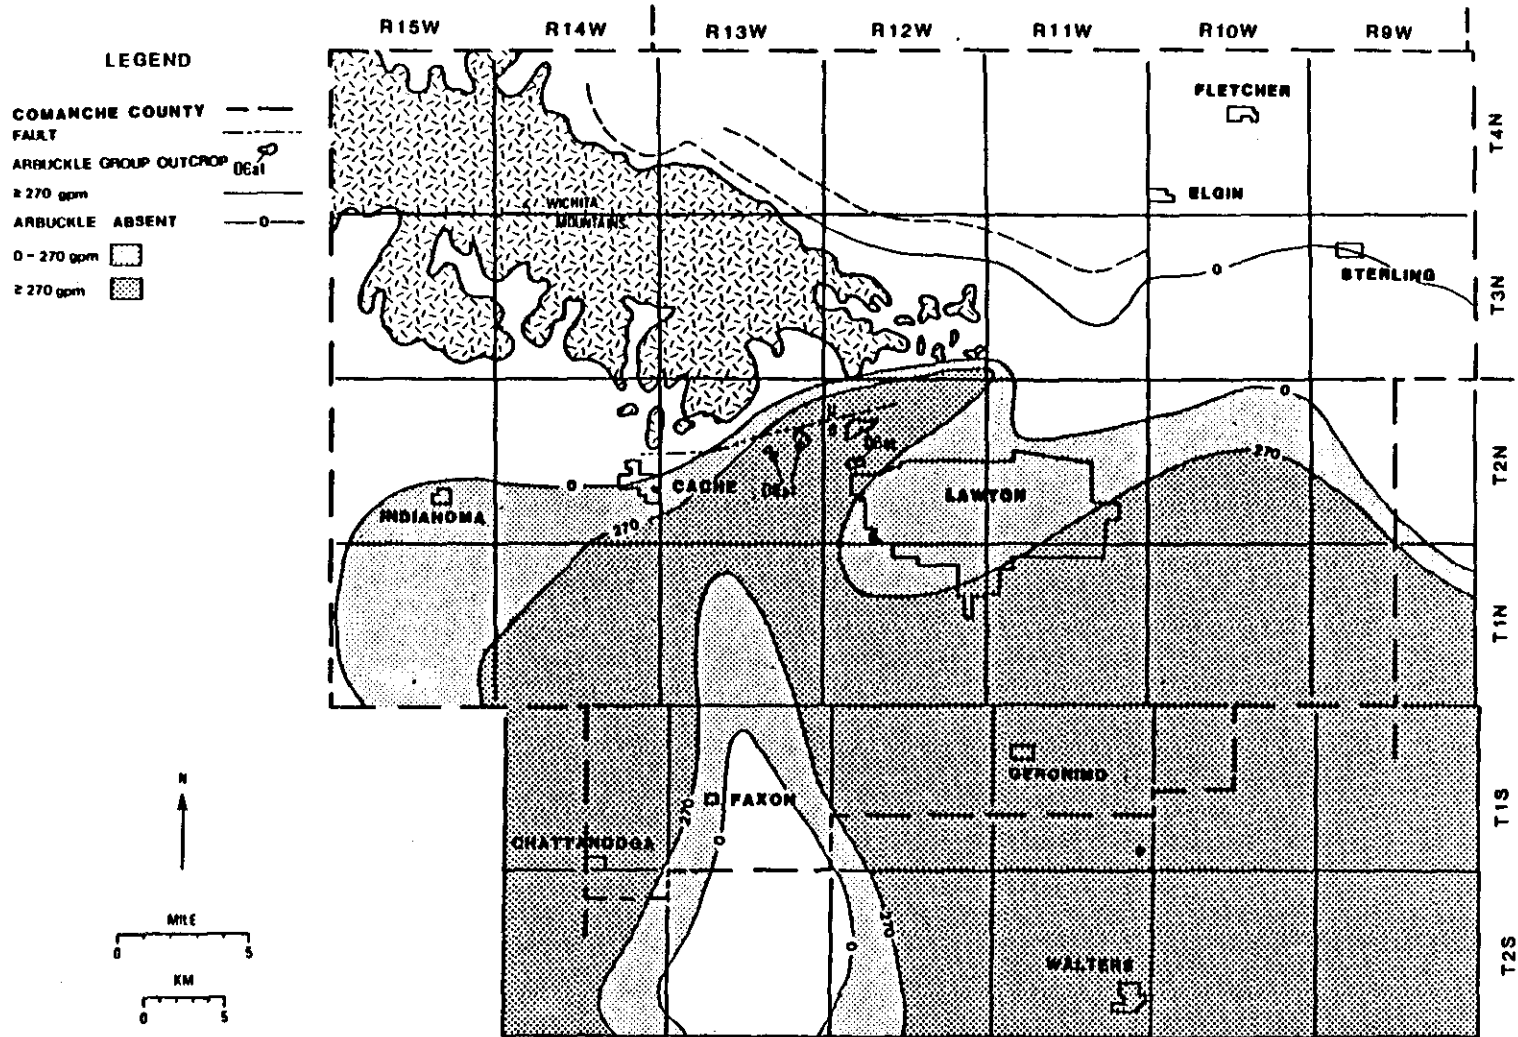 R15W R14W R13W R12W R11W R10W R9W
LEGEND
COMANCHE COUNTY
FAULT
ARBUCKLE GROUP OUTCROP OЄal
≥ 270 gpm
ARBUCKLE ABSENT 0
0 - 270 gpm
≥ 270 gpm
FLETCHER
T4N
ELGIN
WICHITA
MOUNTAINS
0
STERLING
T3N
0
OЄal
T2N
CACHE
OЄal
LAWTON
270
0
INDIAHOMA
270
T1N
GERONIMO
N
FAXON
270
T1S
CHATTANOOGA
0
MILE
0 5
270
0
T2S
WALTERS
KM
0 5